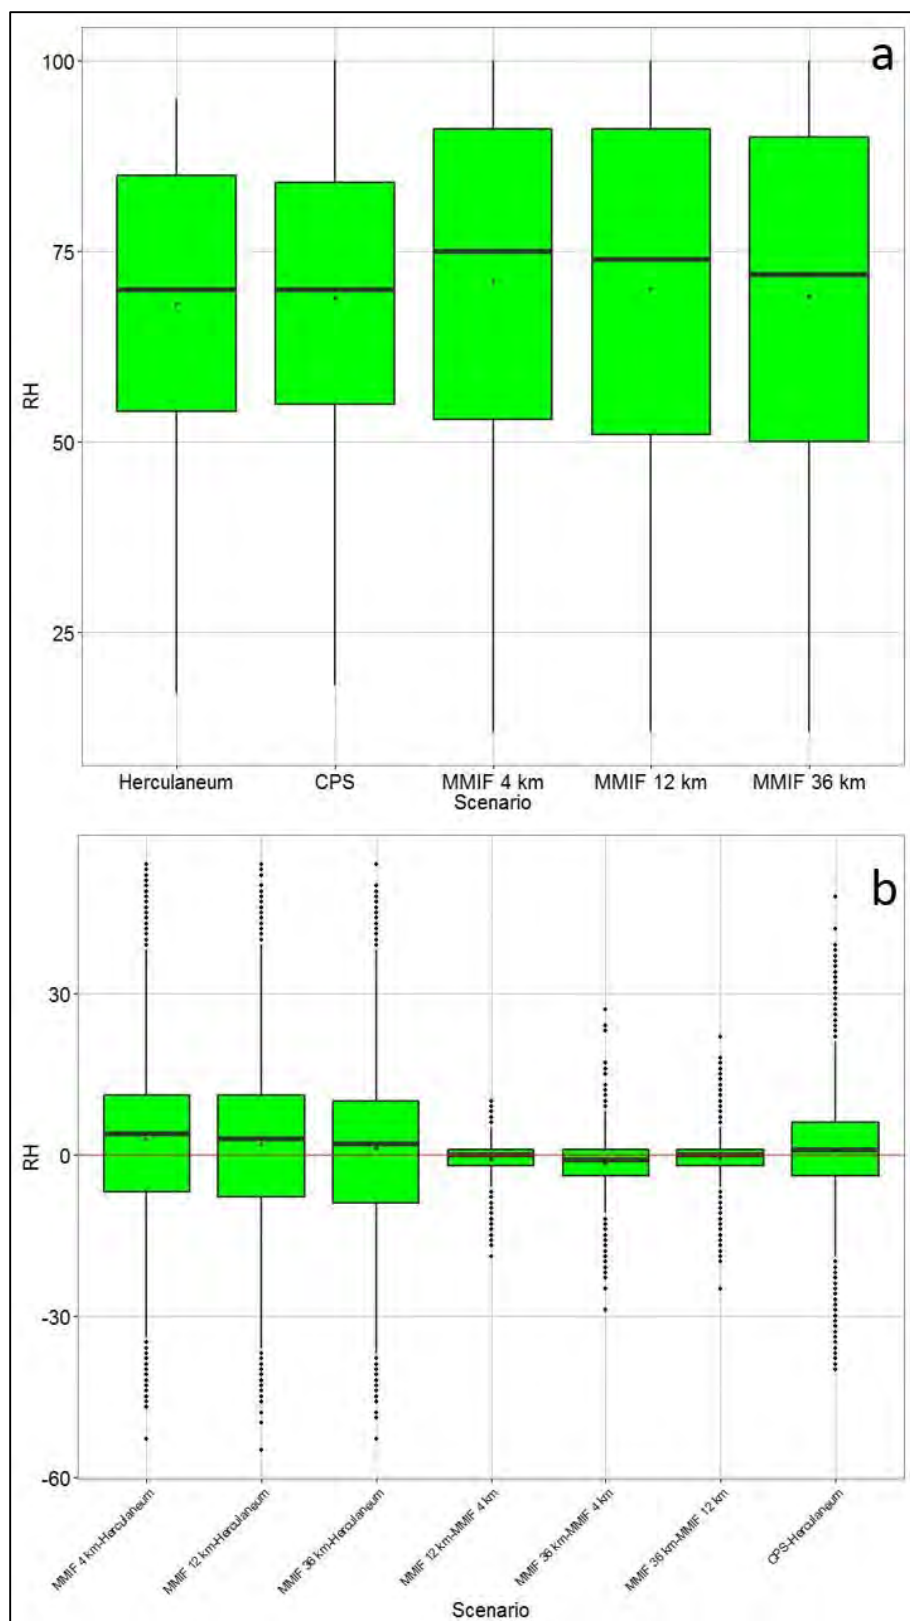 a
100
75
50
25
RH
Herculaneum CPS MMIF 4 km MMIF 12 km MMIF 36 km
Scenario
b
30
0
-30
-60
RH
MMIF 4 km-Herculaneum
MMIF 12 km-Herculaneum
MMIF 36 km-Herculaneum
MMIF 12 km-MMIF 4 km
MMIF 36 km-MMIF 4 km
MMIF 36 km-MMIF 12 km
CPS-Herculaneum
Scenario